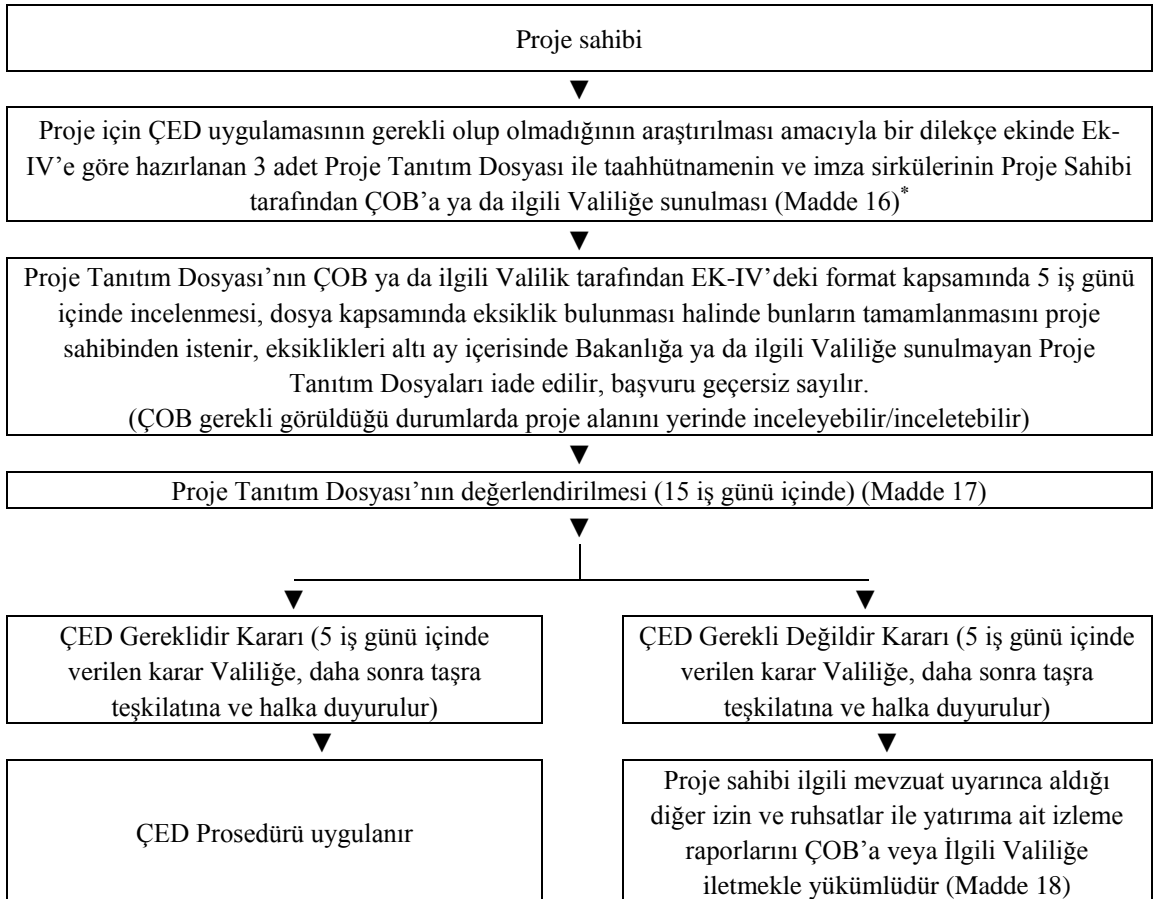 Proje sahibi
▼
Proje için ÇED uygulamasının gerekli olup olmadığının araştırılması amacıyla bir dilekçe ekinde Ek-
IV’e göre hazırlanan 3 adet Proje Tanıtım Dosyası ile taahhütnamenin ve imza sirkülerinin Proje Sahibi
tarafından ÇOB’a ya da ilgili Valiliğe sunulması (Madde 16)*
▼
Proje Tanıtım Dosyası’nın ÇOB ya da ilgili Valilik tarafından EK-IV’deki format kapsamında 5 iş günü
içinde incelenmesi, dosya kapsamında eksiklik bulunması halinde bunların tamamlanmasını proje
sahibinden istenir, eksiklikleri altı ay içerisinde Bakanlığa ya da ilgili Valiliğe sunulmayan Proje
Tanıtım Dosyaları iade edilir, başvuru geçersiz sayılır.
(ÇOB gerekli görüldüğü durumlarda proje alanını yerinde inceleyebilir/inceletebilir)
▼
Proje Tanıtım Dosyası’nın değerlendirilmesi (15 iş günü içinde) (Madde 17)
▼
▼
ÇED Gereklidir Kararı (5 iş günü içinde
verilen karar Valiliğe, daha sonra taşra
teşkilatına ve halka duyurulur)
▼
ÇED Prosedürü uygulanır
▼
ÇED Gerekli Değildir Kararı (5 iş günü içinde
verilen karar Valiliğe, daha sonra taşra
teşkilatına ve halka duyurulur)
▼
Proje sahibi ilgili mevzuat uyarınca aldığı
diğer izin ve ruhsatlar ile yatırıma ait izleme
raporlarını ÇOB’a veya İlgili Valiliğe
iletmekle yükümlüdür (Madde 18)